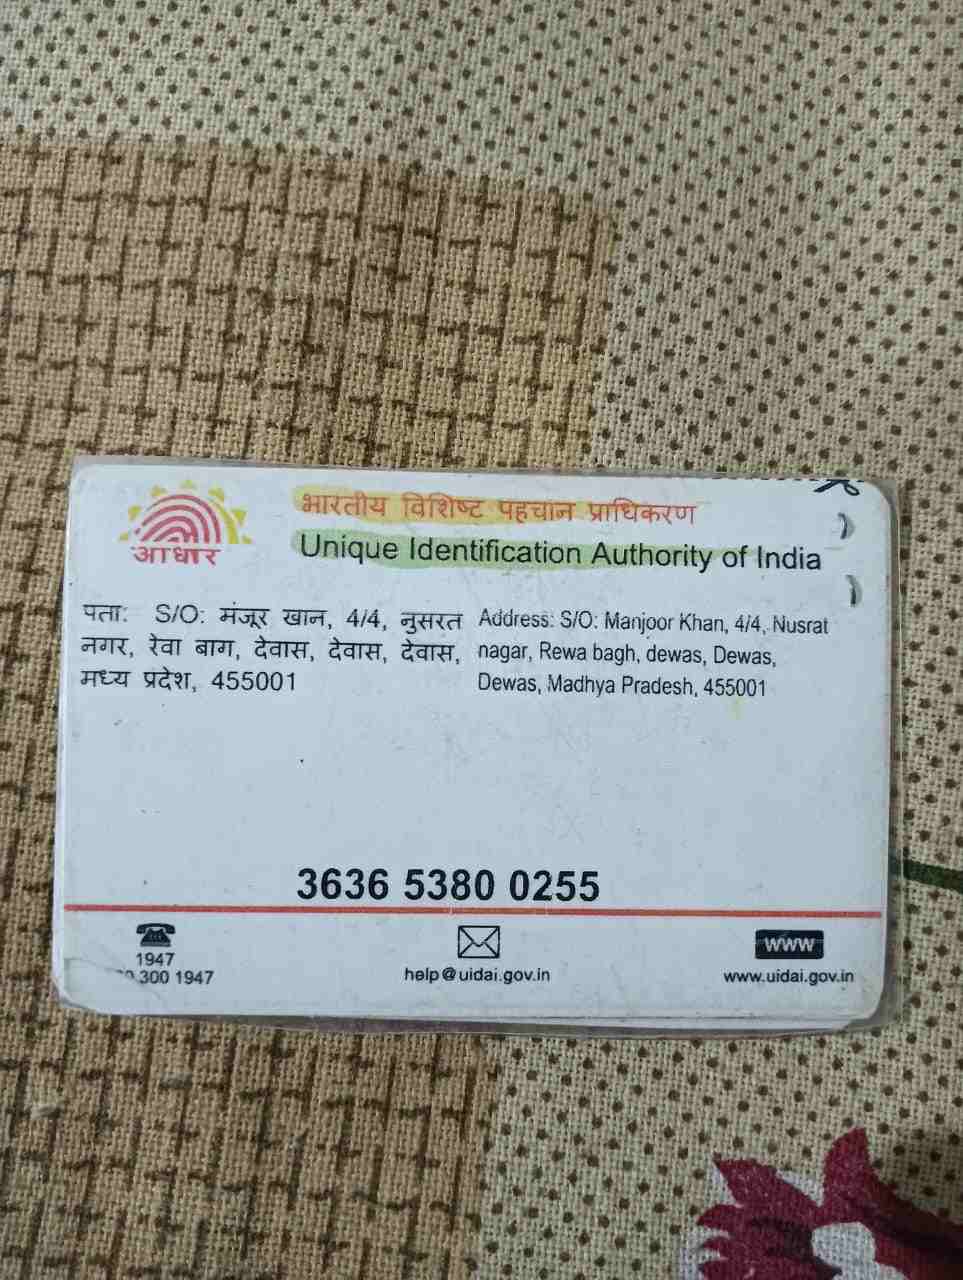 आधार
भारतीय विशिष्ट पहचान प्राधिकरण
Unique Identification Authority of India
पता: S/O: मंजूर खान, 4/4, नुसरत
नगर, रेवा बाग, देवास, देवास, देवास,
मध्य प्रदेश, 455001
Address: S/O: Manjoor Khan, 4/4, Nusrat
nagar, Rewa bagh, dewas, Dewas,
Dewas, Madhya Pradesh, 455001
3636 5380 0255
1947
300 1947
help@uidai.gov.in
www
www.uidai.gov.in